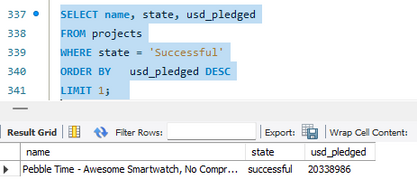 337 SELECT name, state, usd_pledged
338 FROM projects
339 WHERE state = 'Successful'
340 ORDER BY usd_pledged DESC
341 LIMIT 1;
Result Grid Filter Rows: Export: Wrap Cell Content:
name state usd_pledged
Pebble Time - Awesome Smartwatch, No Compr... successful 20338986